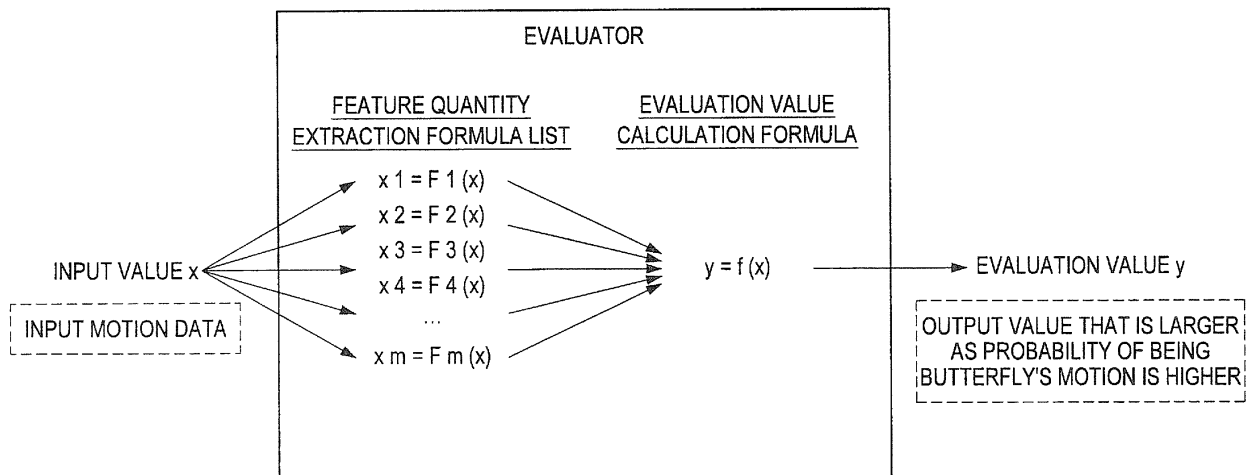 EVALUATOR
FEATURE QUANTITY
EXTRACTION FORMULA LIST
EVALUATION VALUE
CALCULATION FORMULA
x 1 = F 1 (x)
x 2 = F 2 (x)
x 3 = F 3 (x)
x 4 = F 4 (x)
...
x m = F m (x)
INPUT VALUE x
INPUT MOTION DATA
y = f (x)
EVALUATION VALUE y
OUTPUT VALUE THAT IS LARGER
AS PROBABILITY OF BEING
BUTTERFLY'S MOTION IS HIGHER